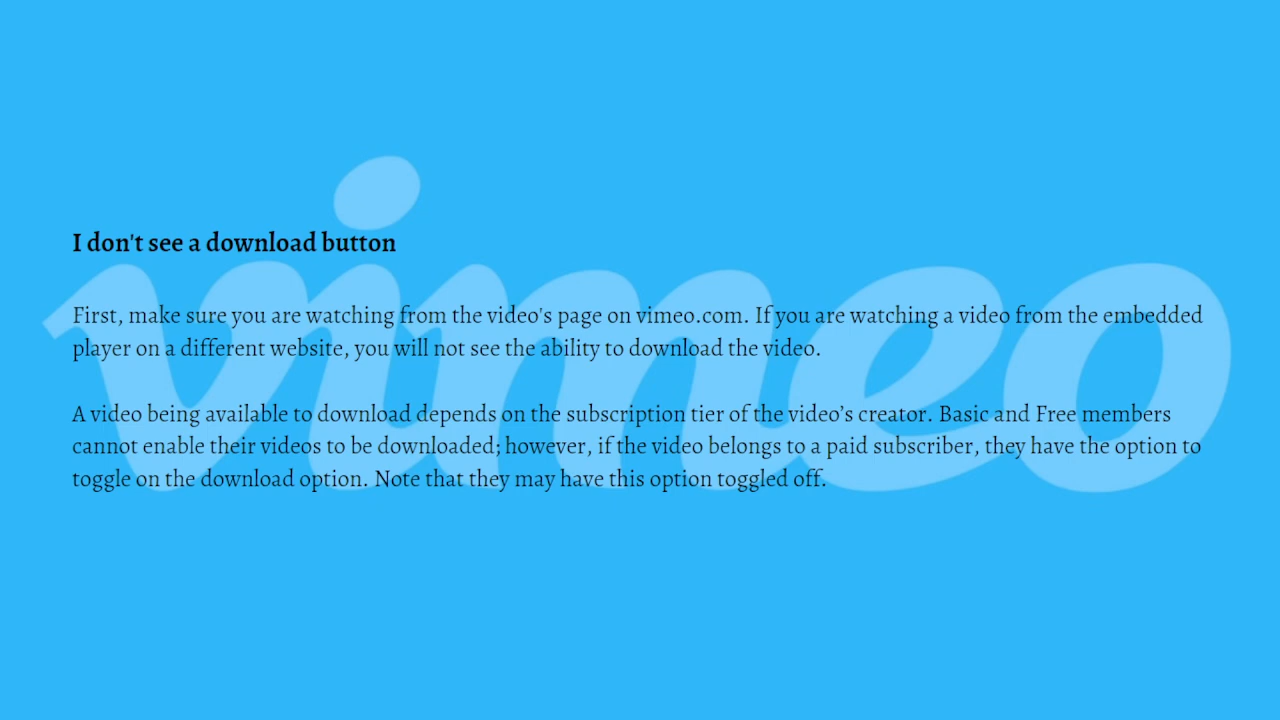 I don't see a download button
First, make sure you are watching from the video's page on vimeo.com. If you are watching a video from the embedded
player on a different website, you will not see the ability to download the video.
A video being available to download depends on the subscription tier of the video’s creator. Basic and Free members
cannot enable their videos to be downloaded; however, if the video belongs to a paid subscriber, they have the option to
toggle on the download option. Note that they may have this option toggled off.
vimeo